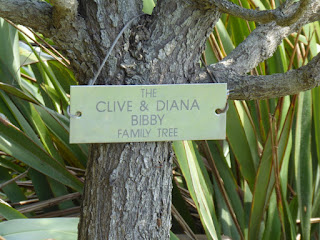 THE
CLIVE & DIANA
BIBBY
FAMILY TREE